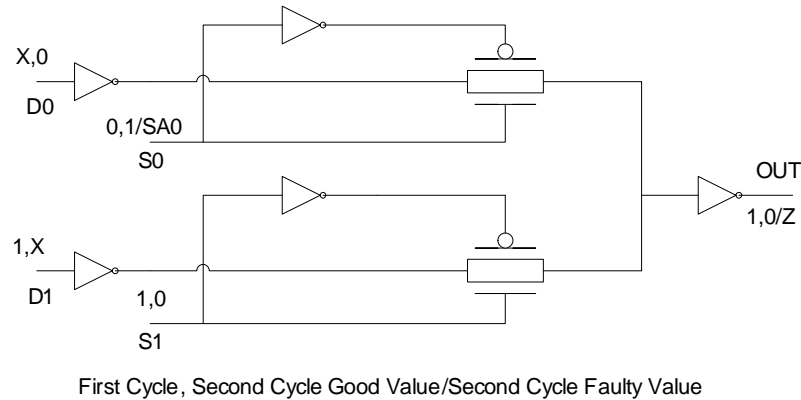 X,0
D0
0,1/SA0
S0
OUT
1,0/Z
1,X
D1
1,0
S1
First Cycle, Second Cycle Good Value/Second Cycle Faulty Value